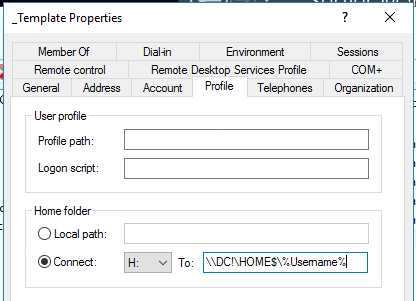 _Template Properties
? ×
Member Of Dial-in Environment Sessions
Remote control Remote Desktop Services Profile COM+
General Address Account Profile Telephones Organization
User profile
Profile path:
Logon script:
Home folder
Local path:
Connect: H: To: \\DC!\HOME$\%Username%